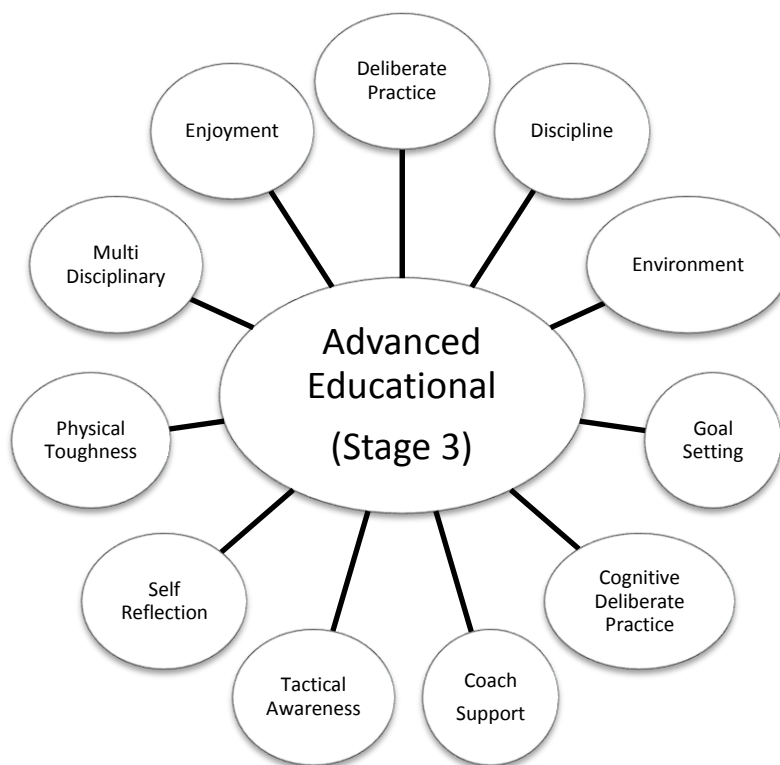 Deliberate
Practice
Discipline
Environment
Goal
Setting
Cognitive
Deliberate
Practice
Coach
Support
Tactical
Awareness
Self
Reflection
Physical
Toughness
Multi
Disciplinary
Enjoyment
Advanced
Educational
(Stage 3)